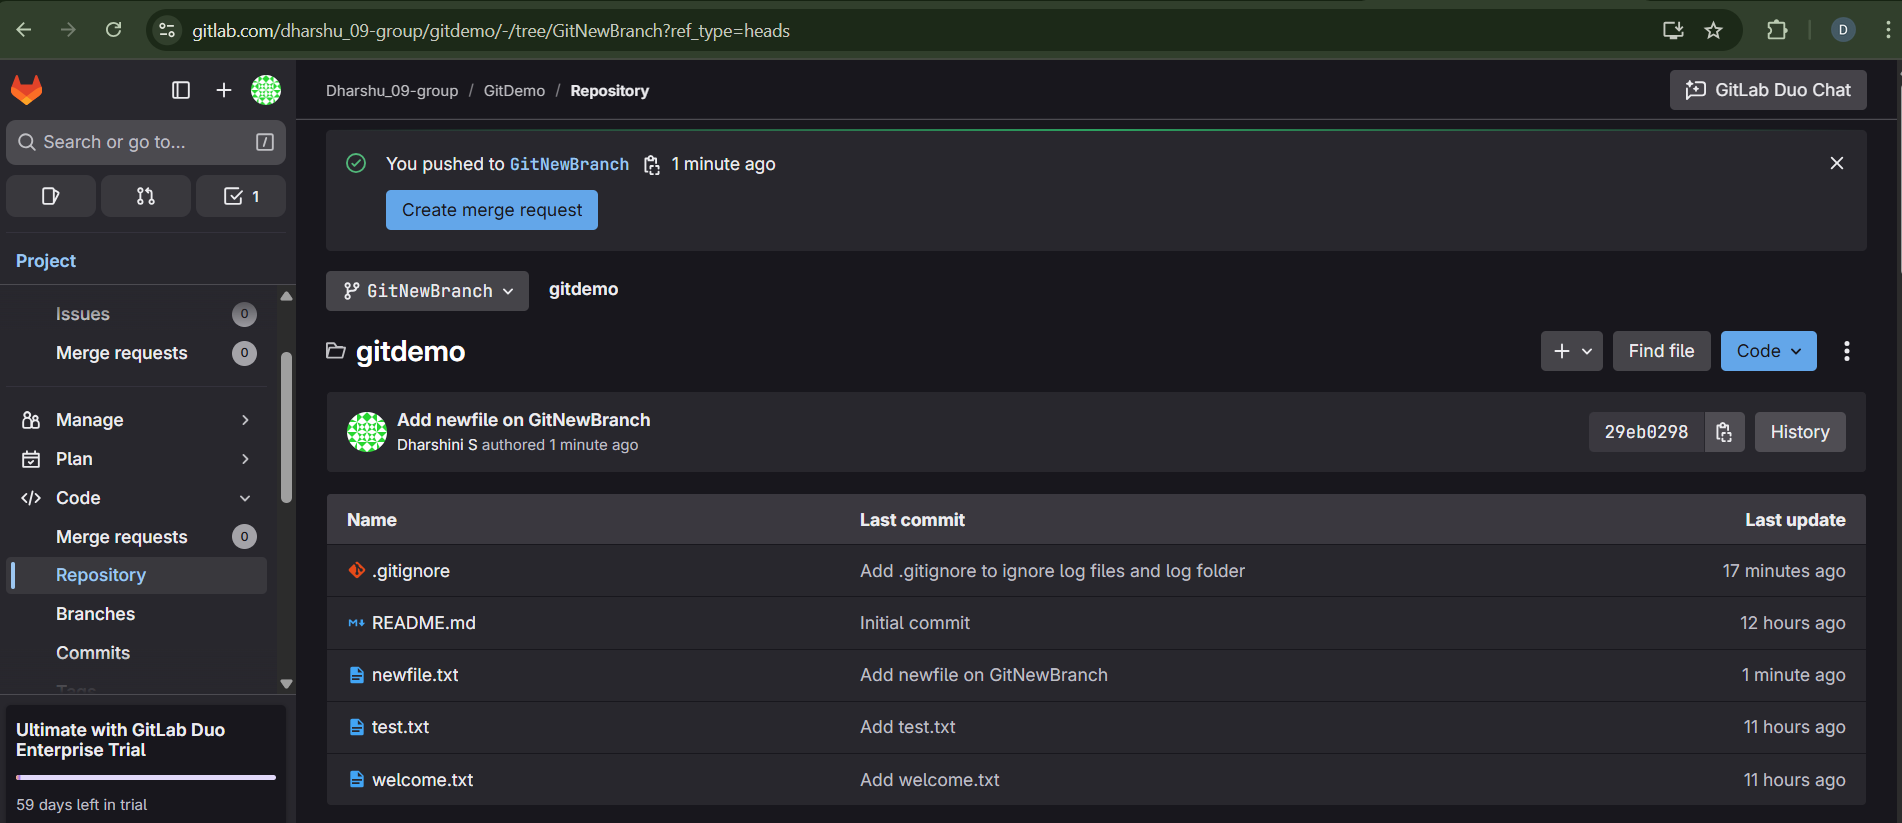 gitlab.com/dharshu_09-group/gitdemo/-/tree/GitNewBranch?ref_type=heads
D
Search or go to...
/
1
Project
Issues 0
Merge requests 0
Manage
Plan
Code
Merge requests 0
Repository
Branches
Commits
Tags
Ultimate with GitLab Duo
Enterprise Trial
59 days left in trial
Dharshu_09-group / GitDemo / Repository
GitLab Duo Chat
You pushed to GitNewBranch 1 minute ago
Create merge request
GitNewBranch gitdemo
gitdemo
Find file
Code
Add newfile on GitNewBranch
Dharshini S authored 1 minute ago
29eb0298
History
Name Last commit Last update
.gitignore Add .gitignore to ignore log files and log folder 17 minutes ago
README.md Initial commit 12 hours ago
newfile.txt Add newfile on GitNewBranch 1 minute ago
test.txt Add test.txt 11 hours ago
welcome.txt Add welcome.txt 11 hours ago